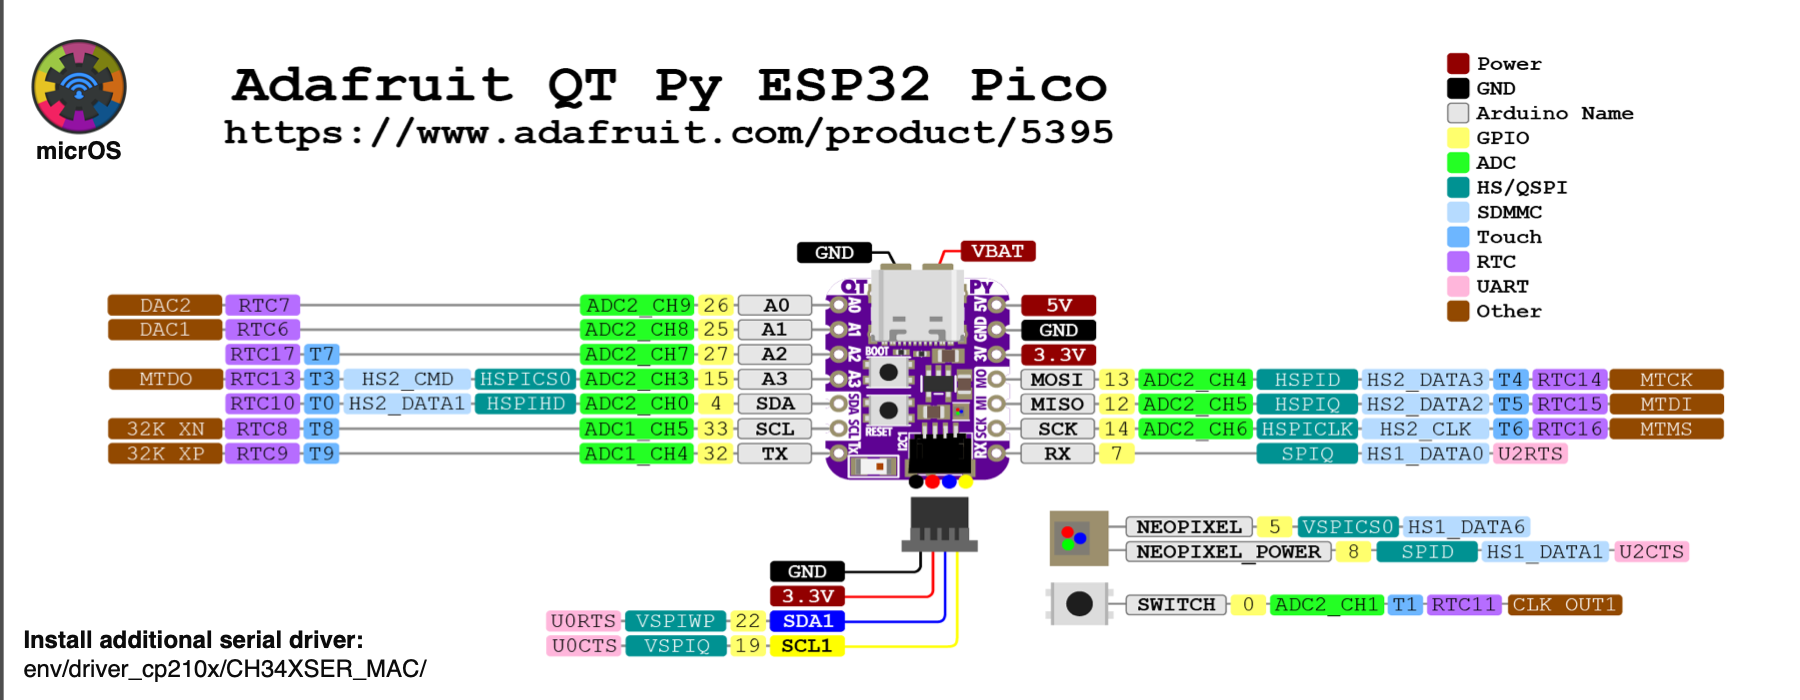 Adafruit QT Py ESP32 Pico
https://www.adafruit.com/product/5395
micrOS
Power
GND
Arduino Name
GPIO
ADC
HS/QSPI
SDMMC
Touch
RTC
UART
Other
GND
VBAT
QT Py
DAC2 RTC7 ADC2_CH9 26 A0 A0 5V 5V
DAC1 RTC6 ADC2_CH8 25 A1 A1 GND GND
RTC17 T7 ADC2_CH7 27 A2 A2 3V 3.3V
BOOT
MTDO RTC13 T3 HS2_CMD HSPICS0 ADC2_CH3 15 A3 A3 MO MOSI 13 ADC2_CH4 HSPID HS2_DATA3 T4 RTC14 MTCK
RTC10 T0 HS2_DATA1 HSPIHD ADC2_CH0 4 SDA SDA MI MISO 12 ADC2_CH5 HSPIQ HS2_DATA2 T5 RTC15 MTDI
32K XN RTC8 T8 ADC1_CH5 33 SCL SCL SCK SCK 14 ADC2_CH6 HSPICLK HS2_CLK T6 RTC16 MTMS
RESET
I2C1
32K XP RTC9 T9 ADC1_CH4 32 TX TX RX RX 7 SPIQ HS1_DATA0 U2RTS
NEOPIXEL 5 VSPICS0 HS1_DATA6
NEOPIXEL_POWER 8 SPID HS1_DATA1 U2CTS
GND
3.3V
SWITCH 0 ADC2_CH1 T1 RTC11 CLK OUT1
U0RTS VSPIWP 22 SDA1
U0CTS VSPIQ 19 SCL1
Install additional serial driver:
env/driver_cp210x/CH34XSER_MAC/